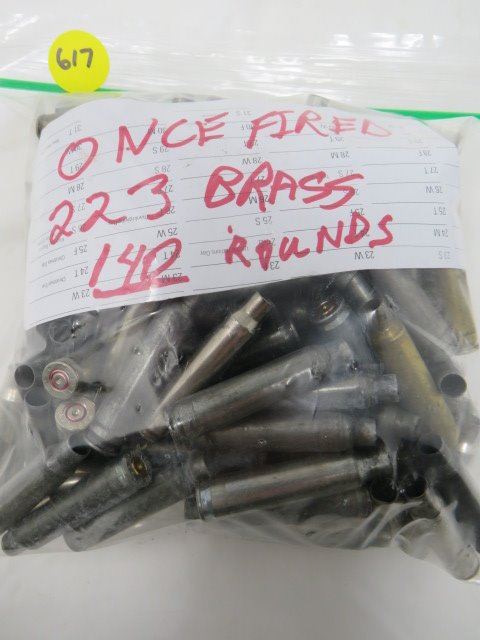 617
ONCE FIRED
223 BRASS
140 ROUNDS